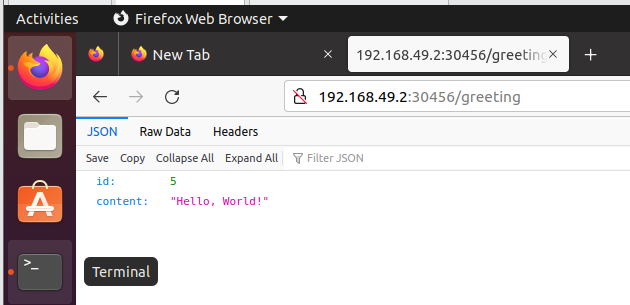 Activities Firefox Web Browser
New Tab 192.168.49.2:30456/greeting
192.168.49.2:30456/greeting
JSON Raw Data Headers
Save Copy Collapse All Expand All Filter JSON
id: 5
content: "Hello, World!"
Terminal